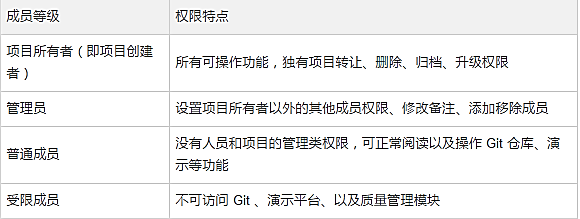 成员等级 权限特点
项目所有者（即项目创建
者） 所有可操作功能，独有项目转让、删除、归档、升级权限
管理员 设置项目所有者以外的其他成员权限、修改备注、添加移除成员
普通成员 没有人员和项目的管理类权限，可正常阅读以及操作 Git 仓库、演
示等功能
受限成员 不可访问 Git 、演示平台、以及质量管理模块